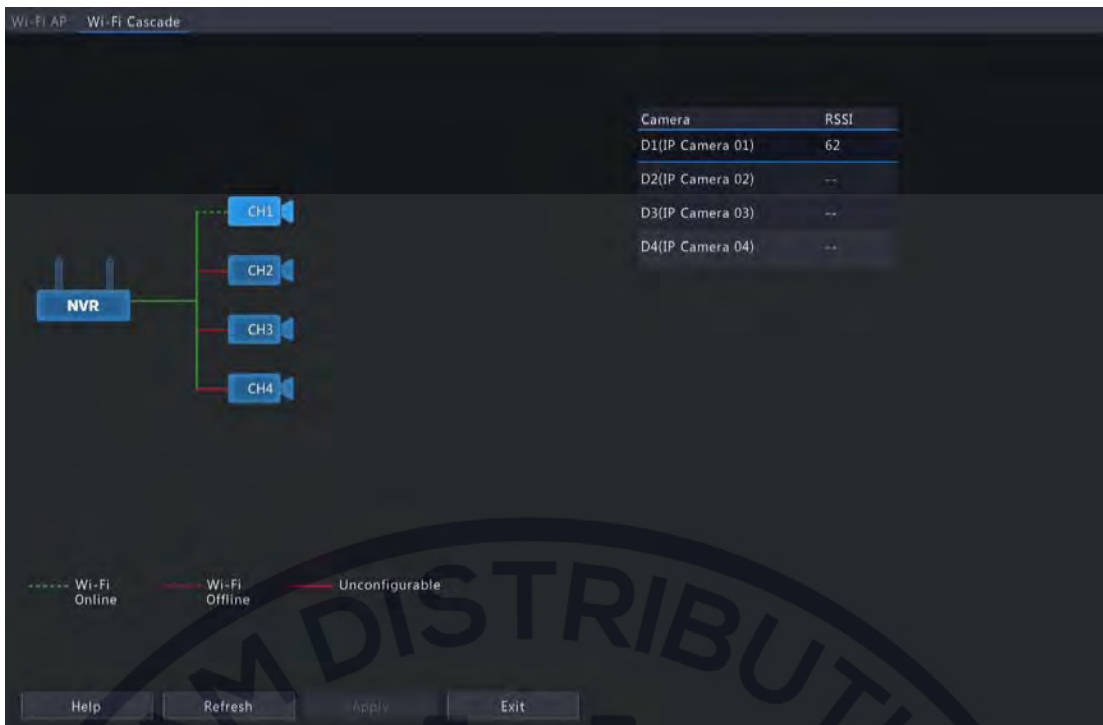 Wi-Fi AP Wi-Fi Cascade
Camera RSSI
D1(IP Camera 01) 62
D2(IP Camera 02) --
D3(IP Camera 03) --
D4(IP Camera 04) --
CH1
CH2
NVR
CH3
CH4
Wi-Fi Online
Wi-Fi Offline
Unconfigurable
Help Refresh Apply Exit
M DISTRIBUT